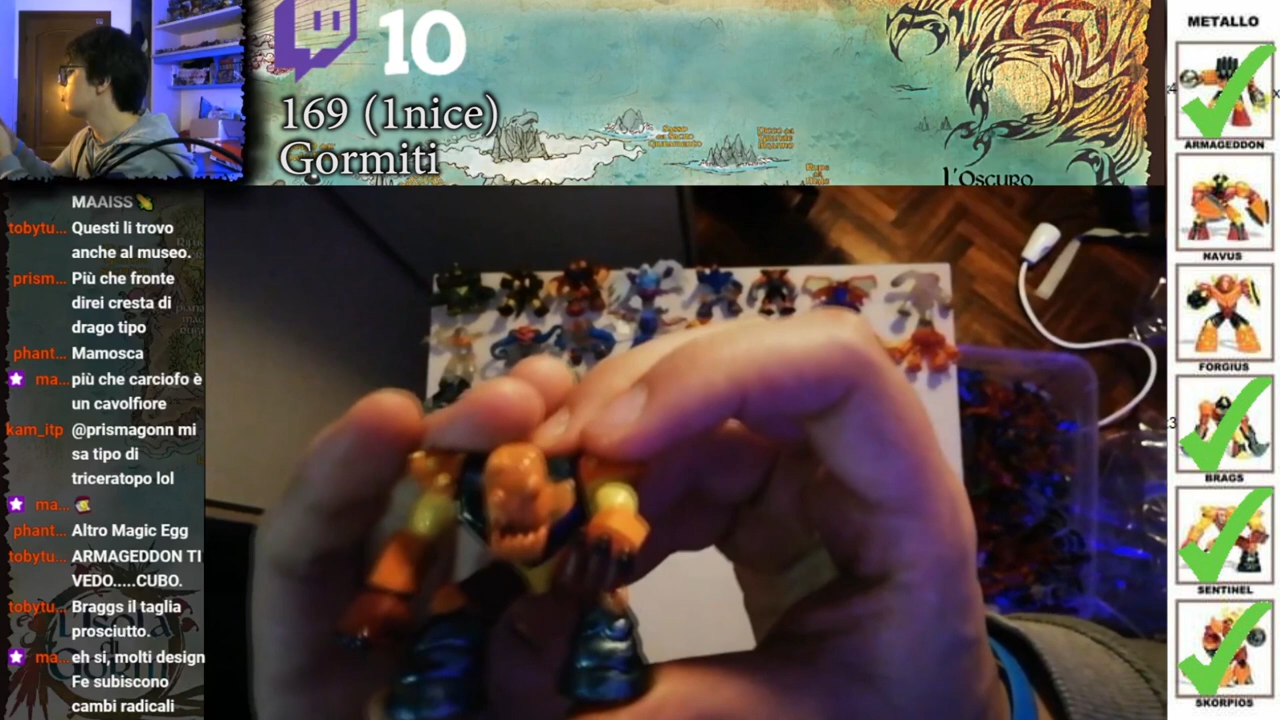 10
169 (1nice)
Gormiti
L'Oscuro
MAAISS
tobytu... Questi li trovo
anche al museo.
prism... Più che fronte
direi cresta di
drago tipo
phant... Mamosca
ma... più che carciofo è
un cavolfiore
kam_itp @prismagonn mi
sa tipo di
triceratopo lol
ma...
phant... Altro Magic Egg
tobytu... ARMAGEDDON TI
VEDO.....CUBO.
tobytu... Braggs il taglia
prosciutto.
ma... eh si, molti design
Fe subiscono
cambi radicali
METALLO
ARMAGEDDON
NAVUS
FORGIUS
BRAGS
SENTINEL
SKORPIOS